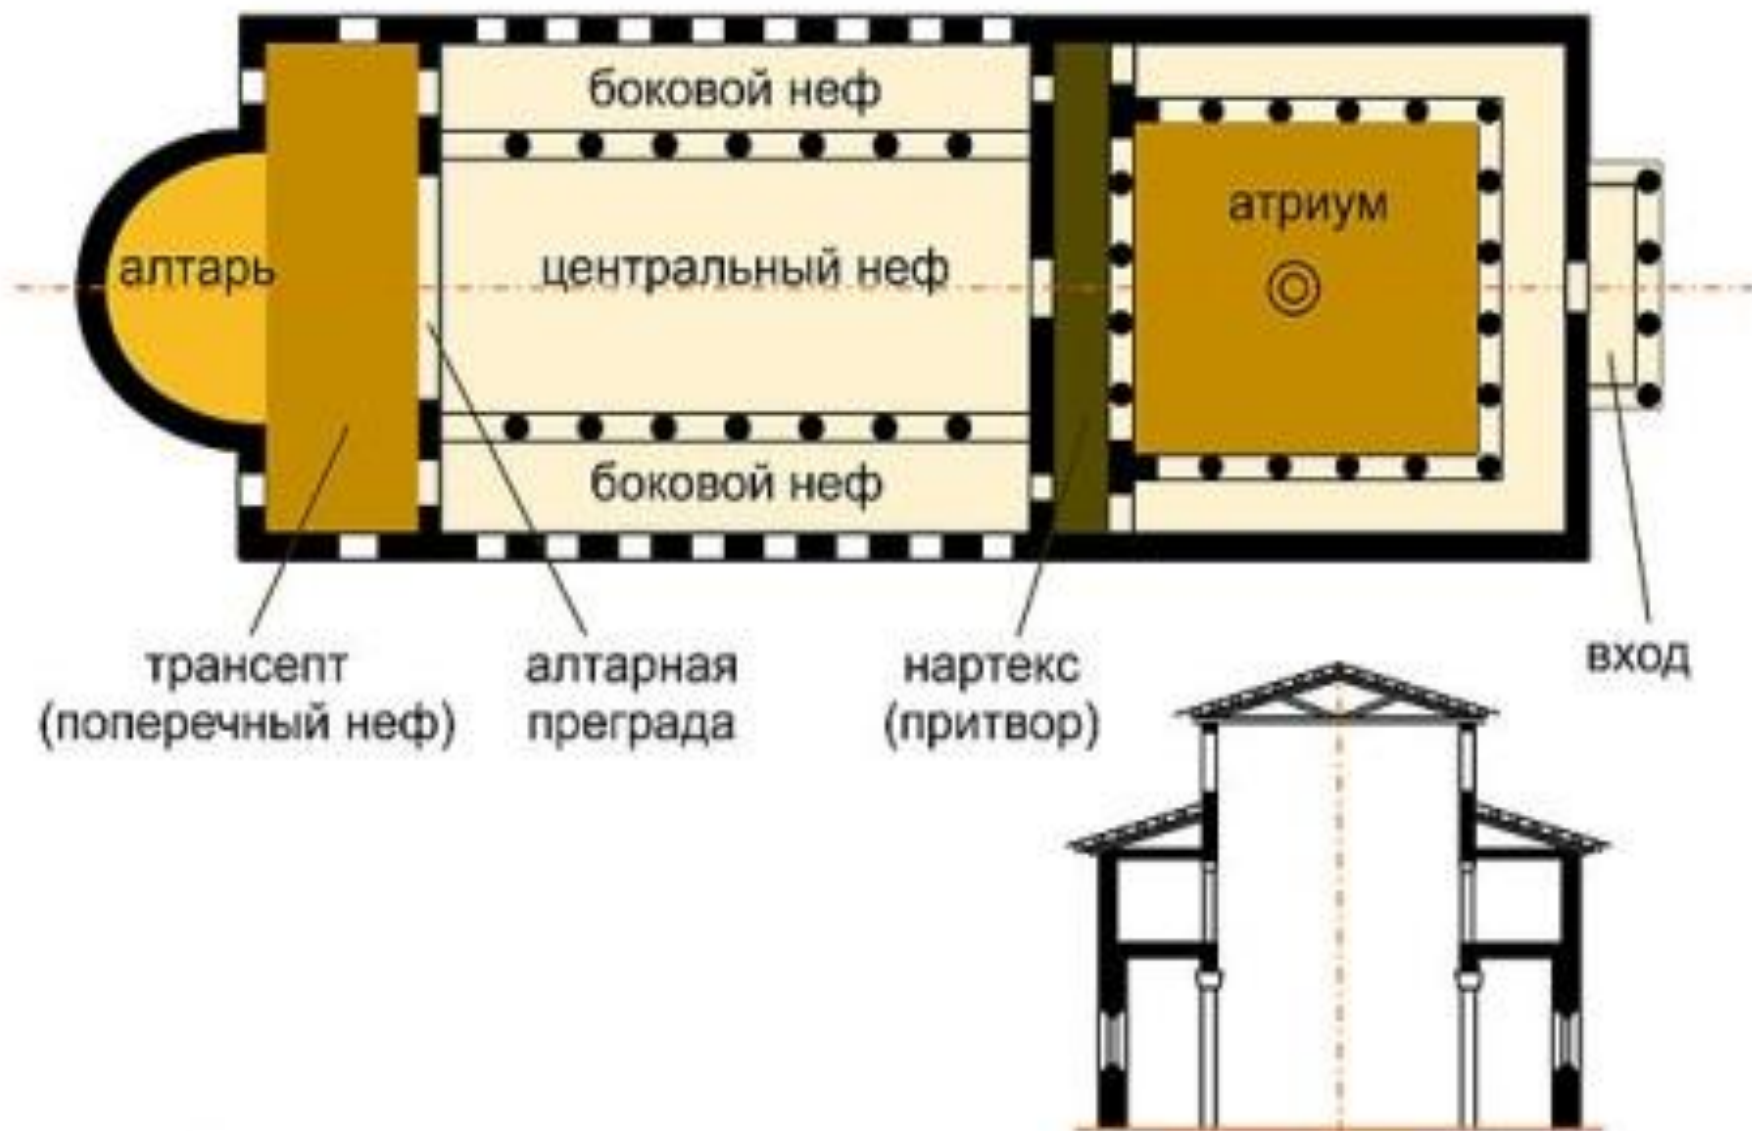 боковой неф
атриум
алтарь
центральный неф
боковой неф
трансепт
(поперечный неф)
алтарная
преграда
нартекс
(притвор)
вход